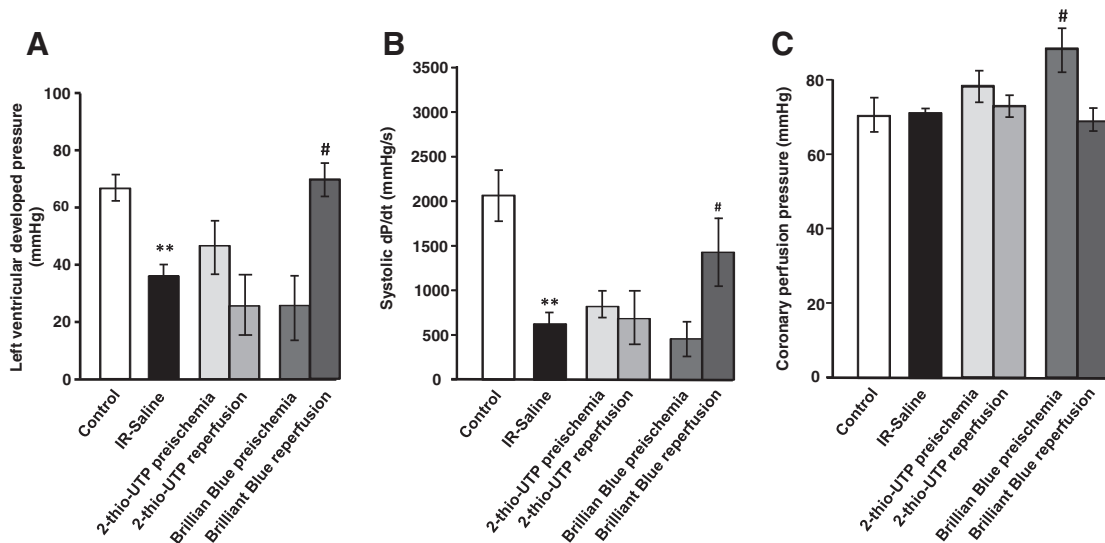 A
Left ventricular developed pressure
(mmHg)
100
80
60
40
20
0
**
#
Control
IR-Saline
2-thio-UTP preischemia
2-thio-UTP reperfusion
Brillian Blue preischemia
Brilliant Blue reperfusion
B
Systolic dP/dt (mmHg/s)
3500
3000
2500
2000
1500
1000
500
0
**
#
Control
IR-Saline
2-thio-UTP preischemia
2-thio-UTP reperfusion
Brillian Blue preischemia
Brilliant Blue reperfusion
C
Coronary perfusion pressure (mmHg)
80
60
40
20
0
#
Control
IR-Saline
2-thio-UTP preischemia
2-thio-UTP reperfusion
Brillian Blue preischemia
Brilliant Blue reperfusion